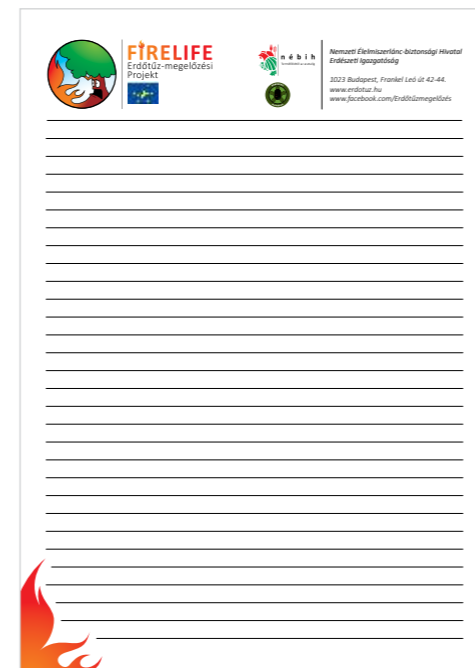 FIRELIFE
Erdőtűz-megelőzési
Projekt
nébih
Nemzeti Élelmiszerlánc-biztonsági Hivatal
Erdészeti Igazgatóság
1023 Budapest, Frankel Leó út 42-44.
www.erdotuz.hu
www.facebook.com/Erdőtűzmegelőzés